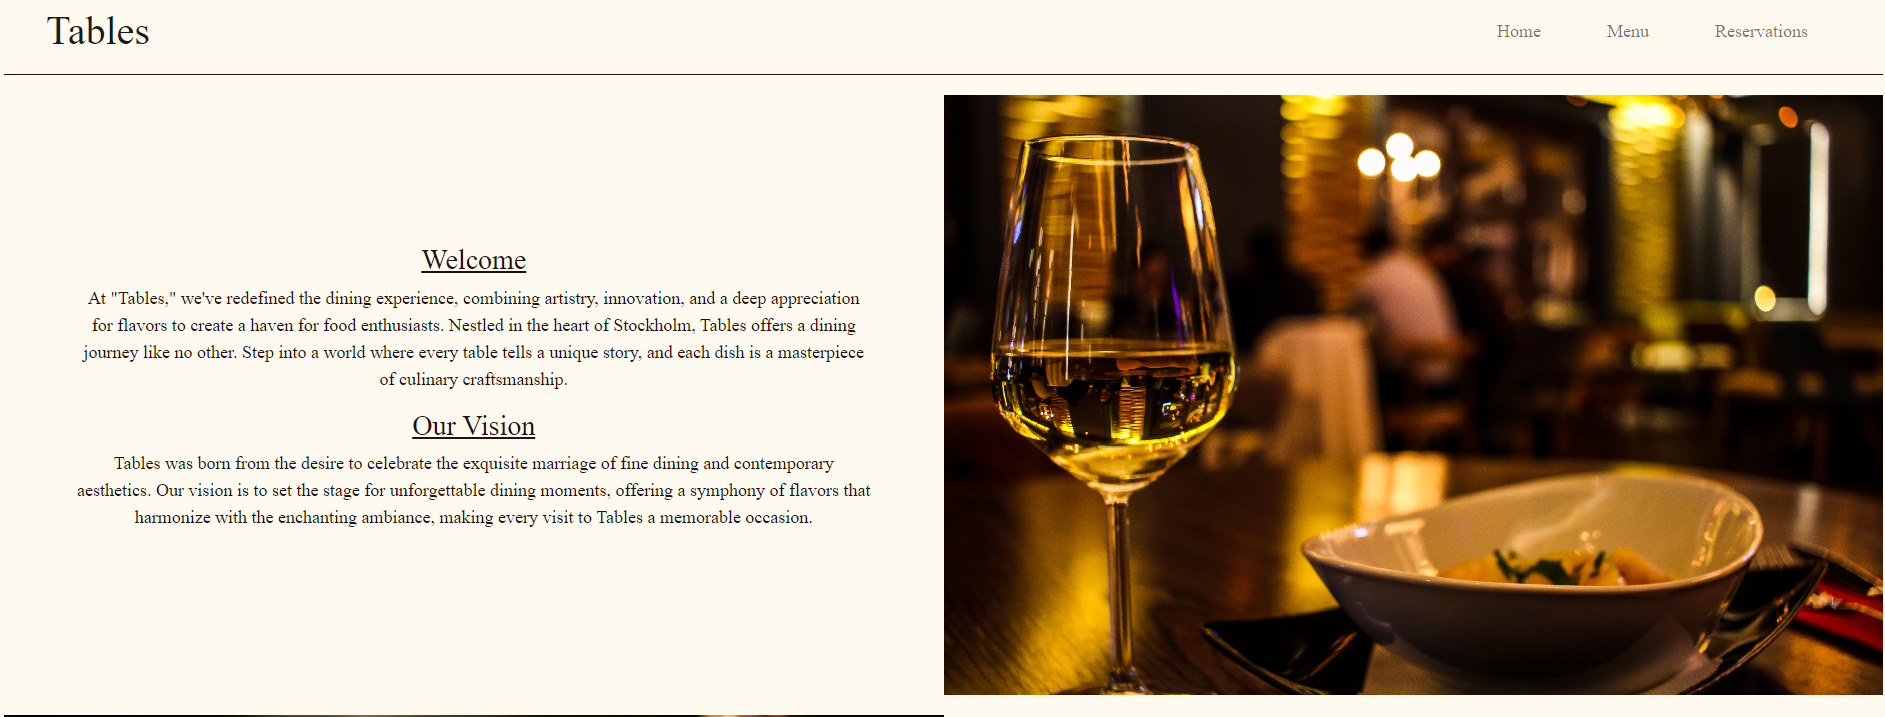 Tables
Home Menu Reservations
Welcome
At "Tables," we've redefined the dining experience, combining artistry, innovation, and a deep appreciation
for flavors to create a haven for food enthusiasts. Nestled in the heart of Stockholm, Tables offers a dining
journey like no other. Step into a world where every table tells a unique story, and each dish is a masterpiece
of culinary craftsmanship.
Our Vision
Tables was born from the desire to celebrate the exquisite marriage of fine dining and contemporary
aesthetics. Our vision is to set the stage for unforgettable dining moments, offering a symphony of flavors that
harmonize with the enchanting ambiance, making every visit to Tables a memorable occasion.